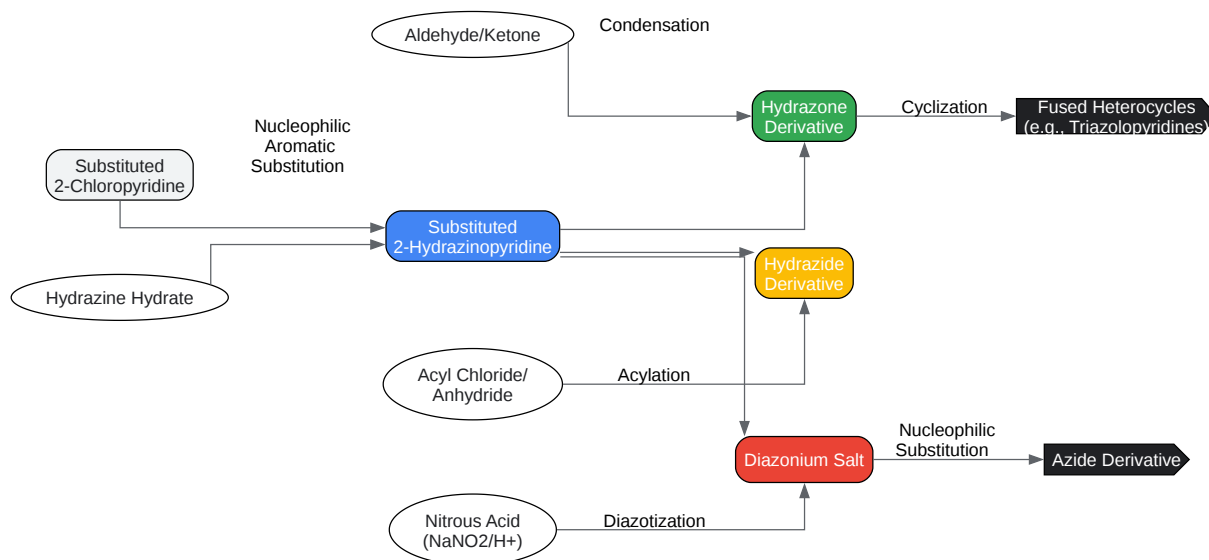 Aldehyde/Ketone
Condensation
Hydrazone
Derivative
Cyclization
Fused Heterocycles
(e.g., Triazolopyridines)
Nucleophilic
Aromatic
Substitution
Substituted
2-Chloropyridine
Substituted
2-Hydrazinopyridine
Hydrazine Hydrate
Hydrazide
Derivative
Acyl Chloride/
Anhydride
Acylation
Diazonium Salt
Nucleophilic
Substitution
Azide Derivative
Nitrous Acid
(NaNO2/H+)
Diazotization